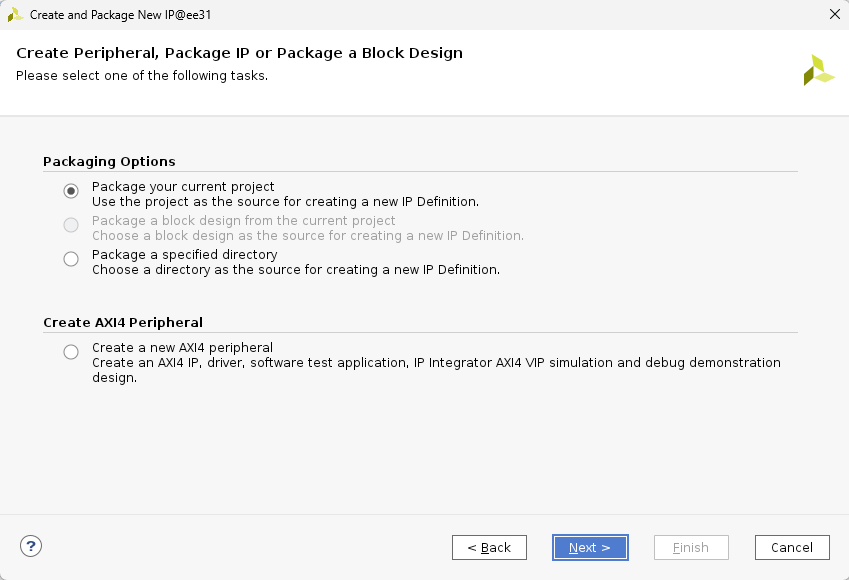 Create and Package New IP@ee31
Create Peripheral, Package IP or Package a Block Design
Please select one of the following tasks.
Packaging Options
Package your current project
Use the project as the source for creating a new IP Definition.
Package a block design from the current project
Choose a block design as the source for creating a new IP Definition.
Package a specified directory
Choose a directory as the source for creating a new IP Definition.
Create AXI4 Peripheral
Create a new AXI4 peripheral
Create an AXI4 IP, driver, software test application, IP Integrator AXI4 VIP simulation and debug demonstration
design.
?
< Back
Next >
Finish
Cancel